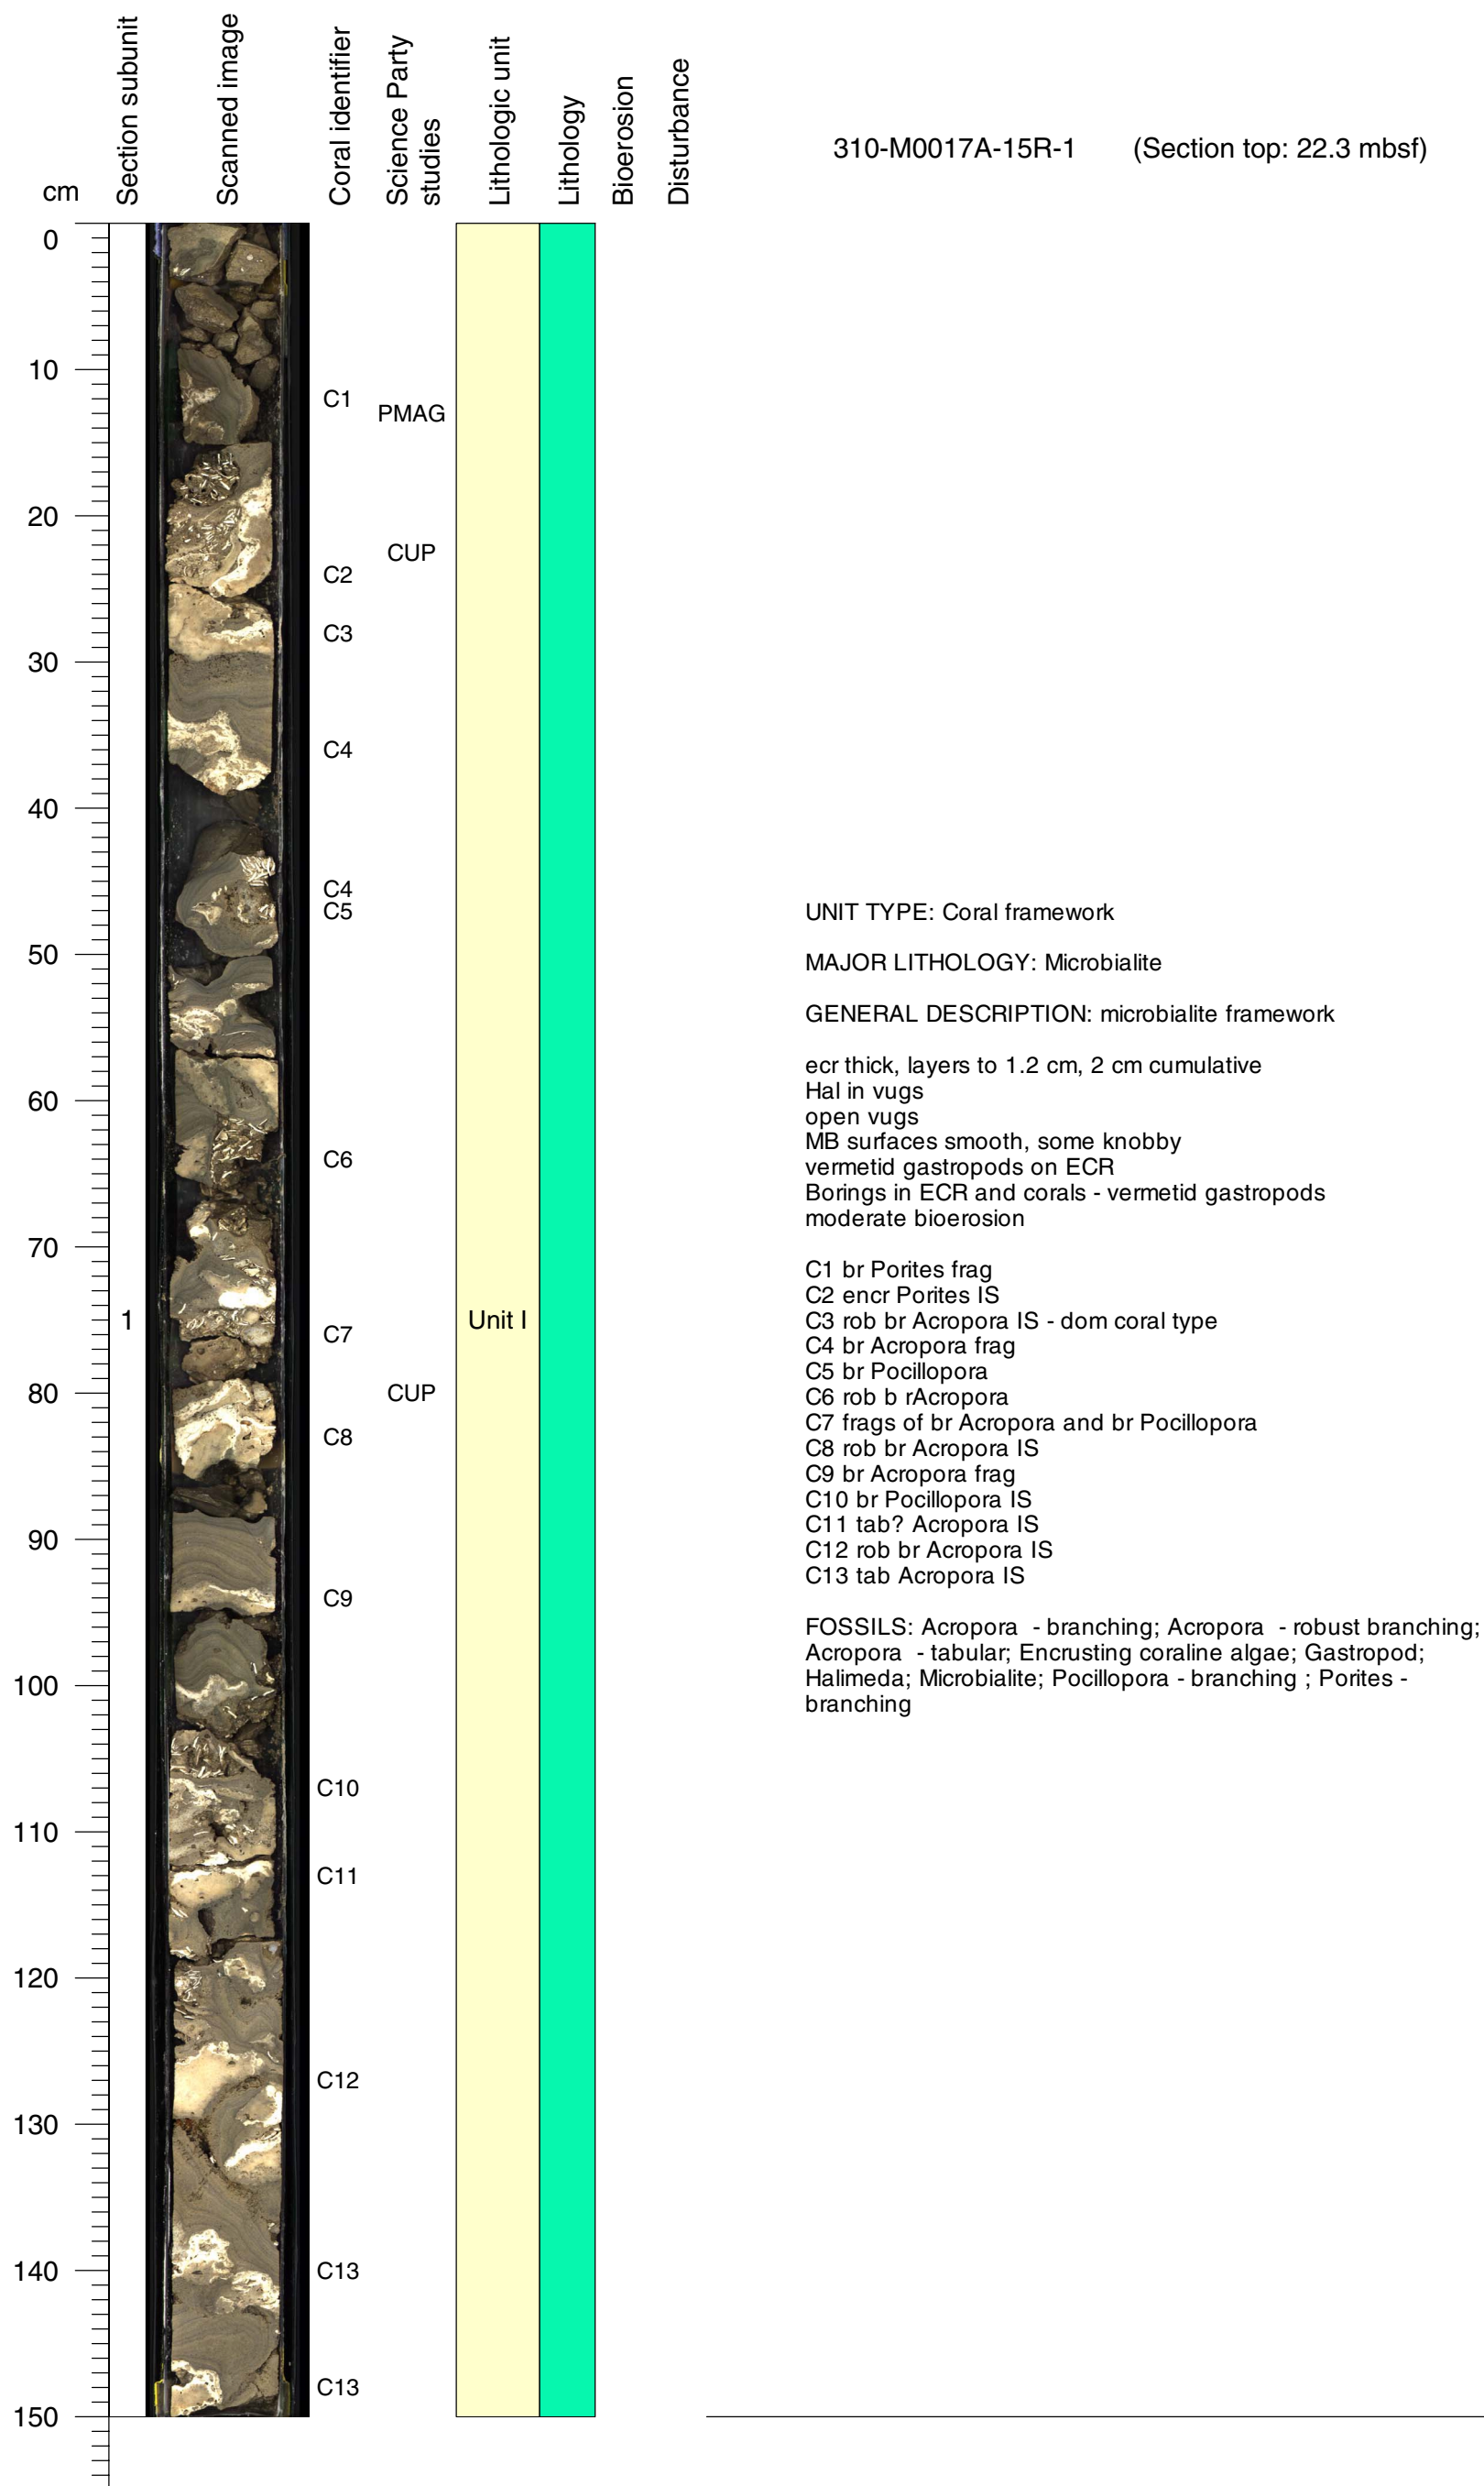 Section subunit
Scanned image
Coral identifier
Science Party
studies
Lithologic unit
Lithology
Bioerosion
Disturbance
310-M0017A-15R-1 (Section top: 22.3 mbsf)
cm
0
10
C1
PMAG
20
CUP
C2
C3
30
C4
40
C4
C5
50
60
C6
70
1
Unit I
C7
80
CUP
C8
90
C9
100
C10
110
C11
120
C12
130
140
C13
C13
150
UNIT TYPE: Coral framework
MAJOR LITHOLOGY: Microbialite
GENERAL DESCRIPTION: microbialite framework
ecr thick, layers to 1.2 cm, 2 cm cumulative
Hal in vugs
open vugs
MB surfaces smooth, some knobby
vermetid gastropods on ECR
Borings in ECR and corals - vermetid gastropods
moderate bioerosion
C1 br Porites frag
C2 encr Porites IS
C3 rob br Acropora IS - dom coral type
C4 br Acropora frag
C5 br Pocillopora
C6 rob b rAcropora
C7 frags of br Acropora and br Pocillopora
C8 rob br Acropora IS
C9 br Acropora frag
C10 br Pocillopora IS
C11 tab? Acropora IS
C12 rob br Acropora IS
C13 tab Acropora IS
FOSSILS: Acropora - branching; Acropora - robust branching;
Acropora - tabular; Encrusting coraline algae; Gastropod;
Halimeda; Microbialite; Pocillopora - branching ; Porites -
branching